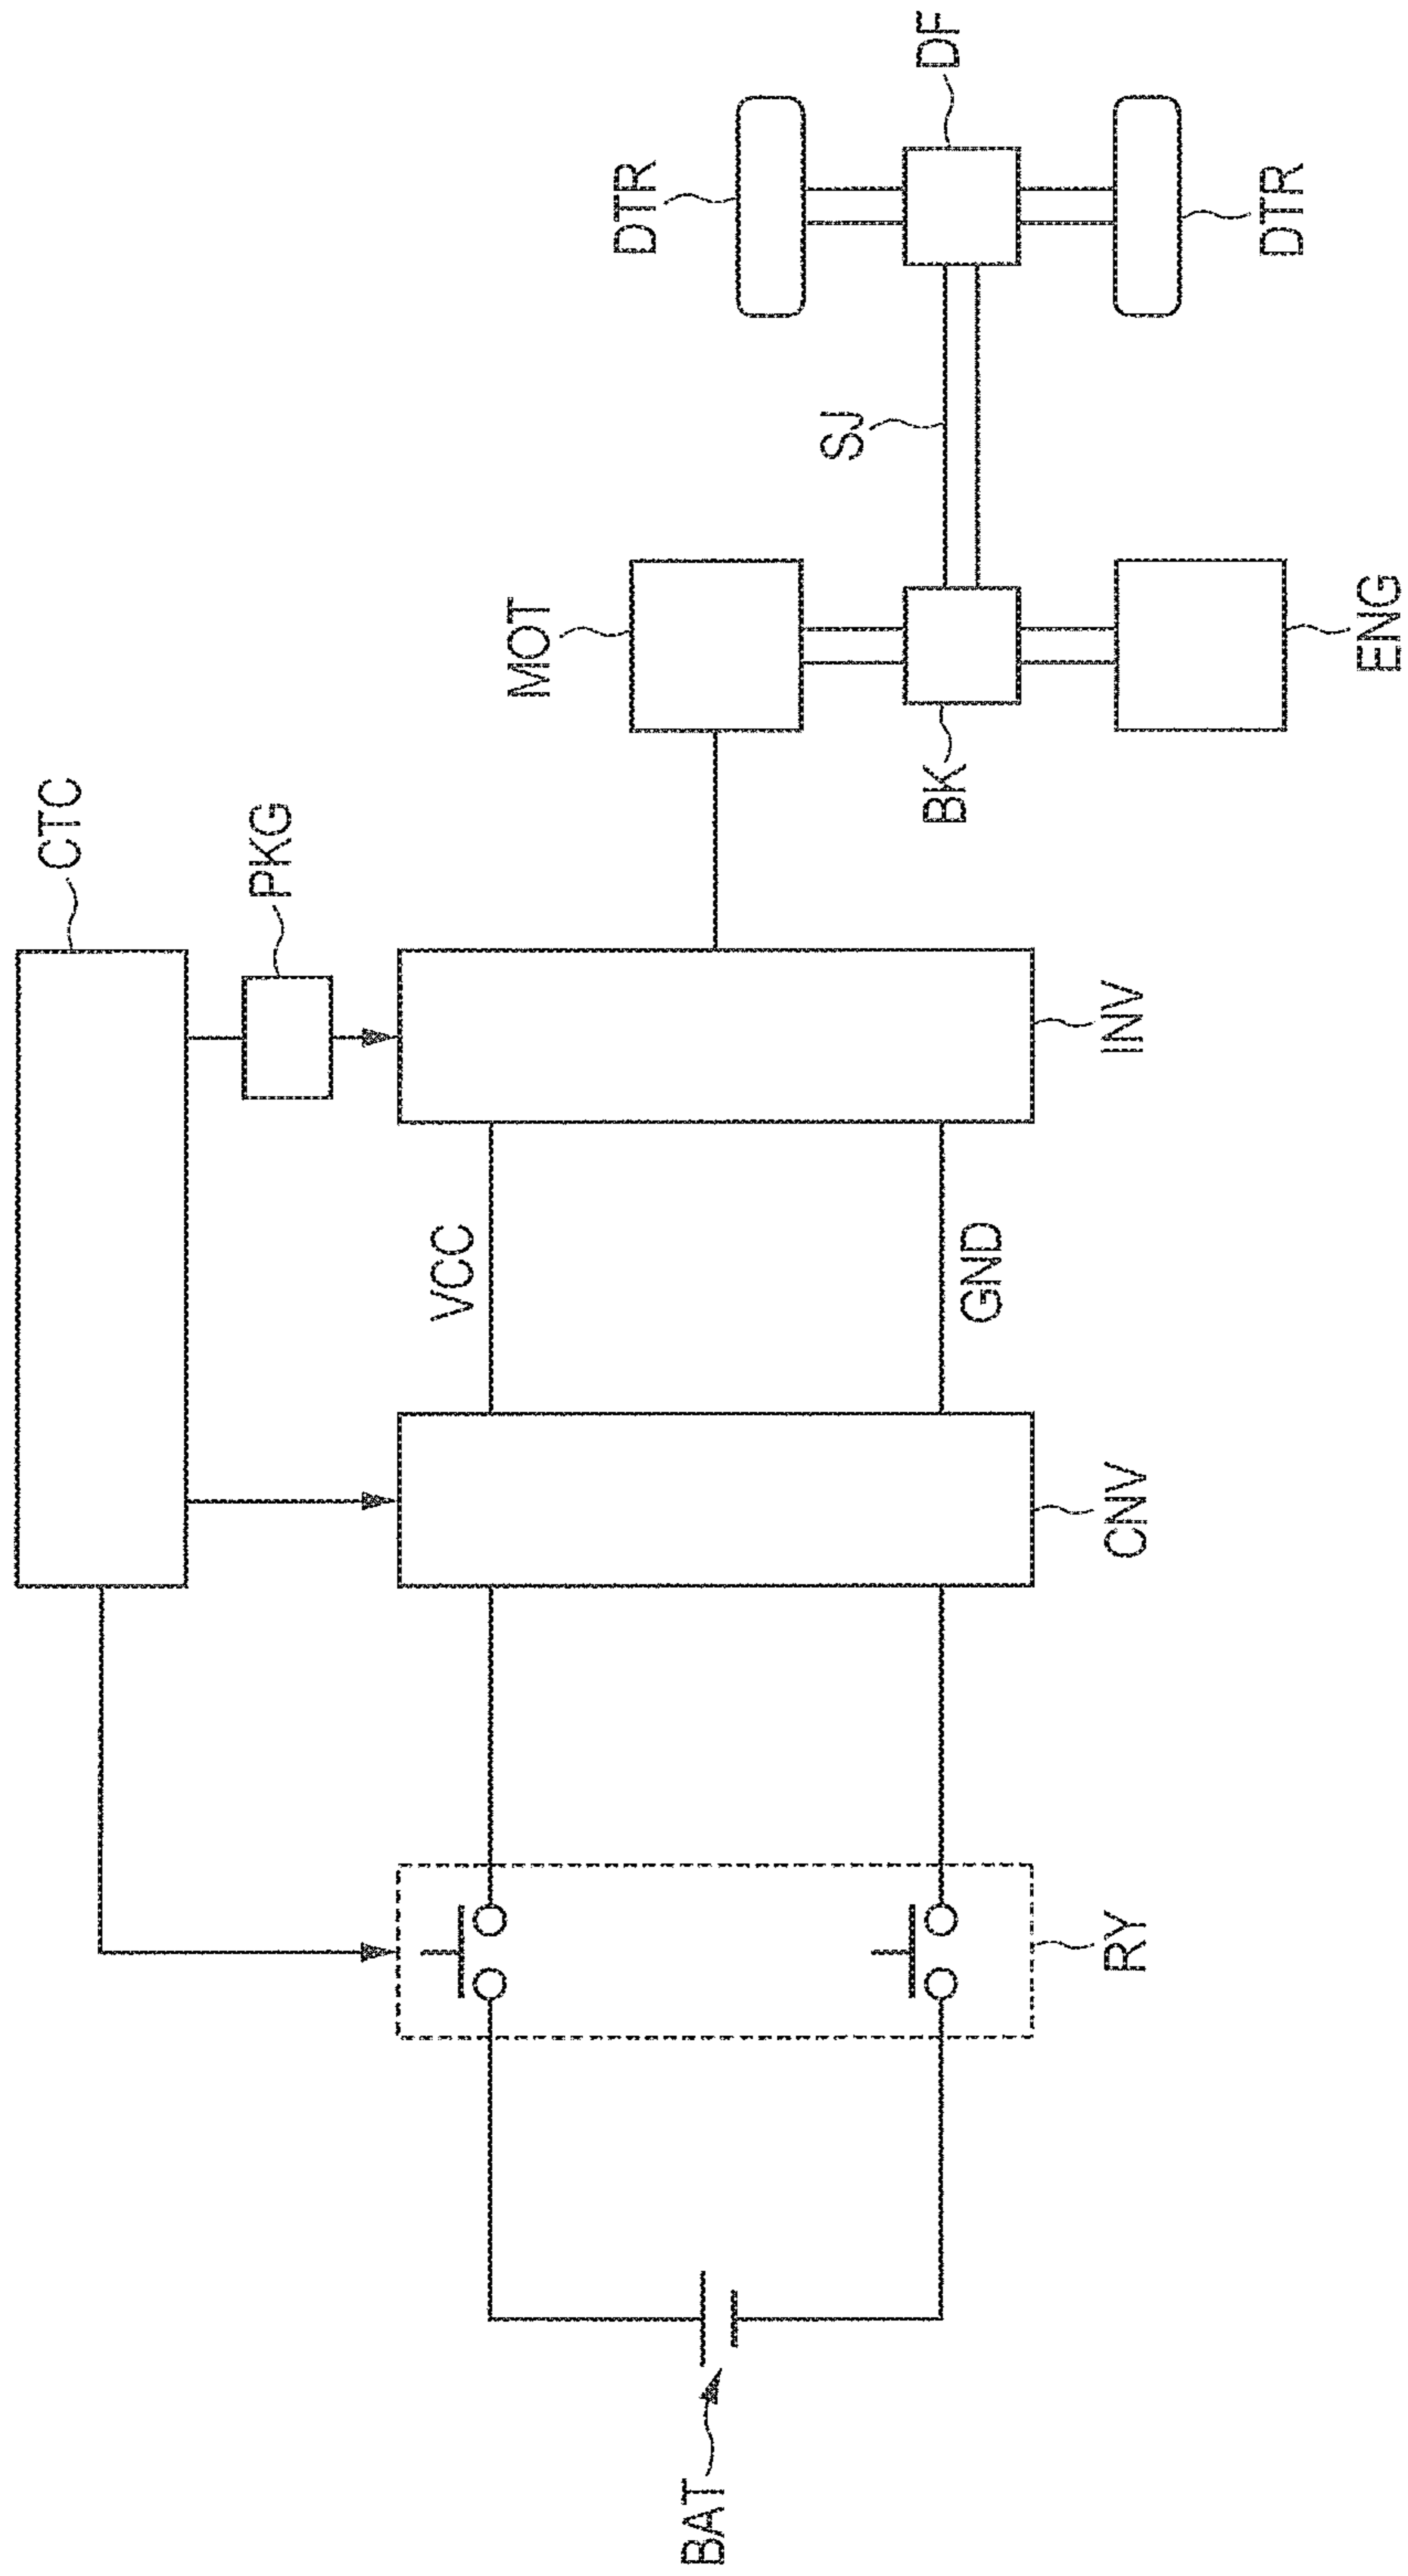 CTC
PKG
VCC
MOT
DTR
BAT
SJ
DF
BK
GND
RY
CNV
INV
DTR
ENG